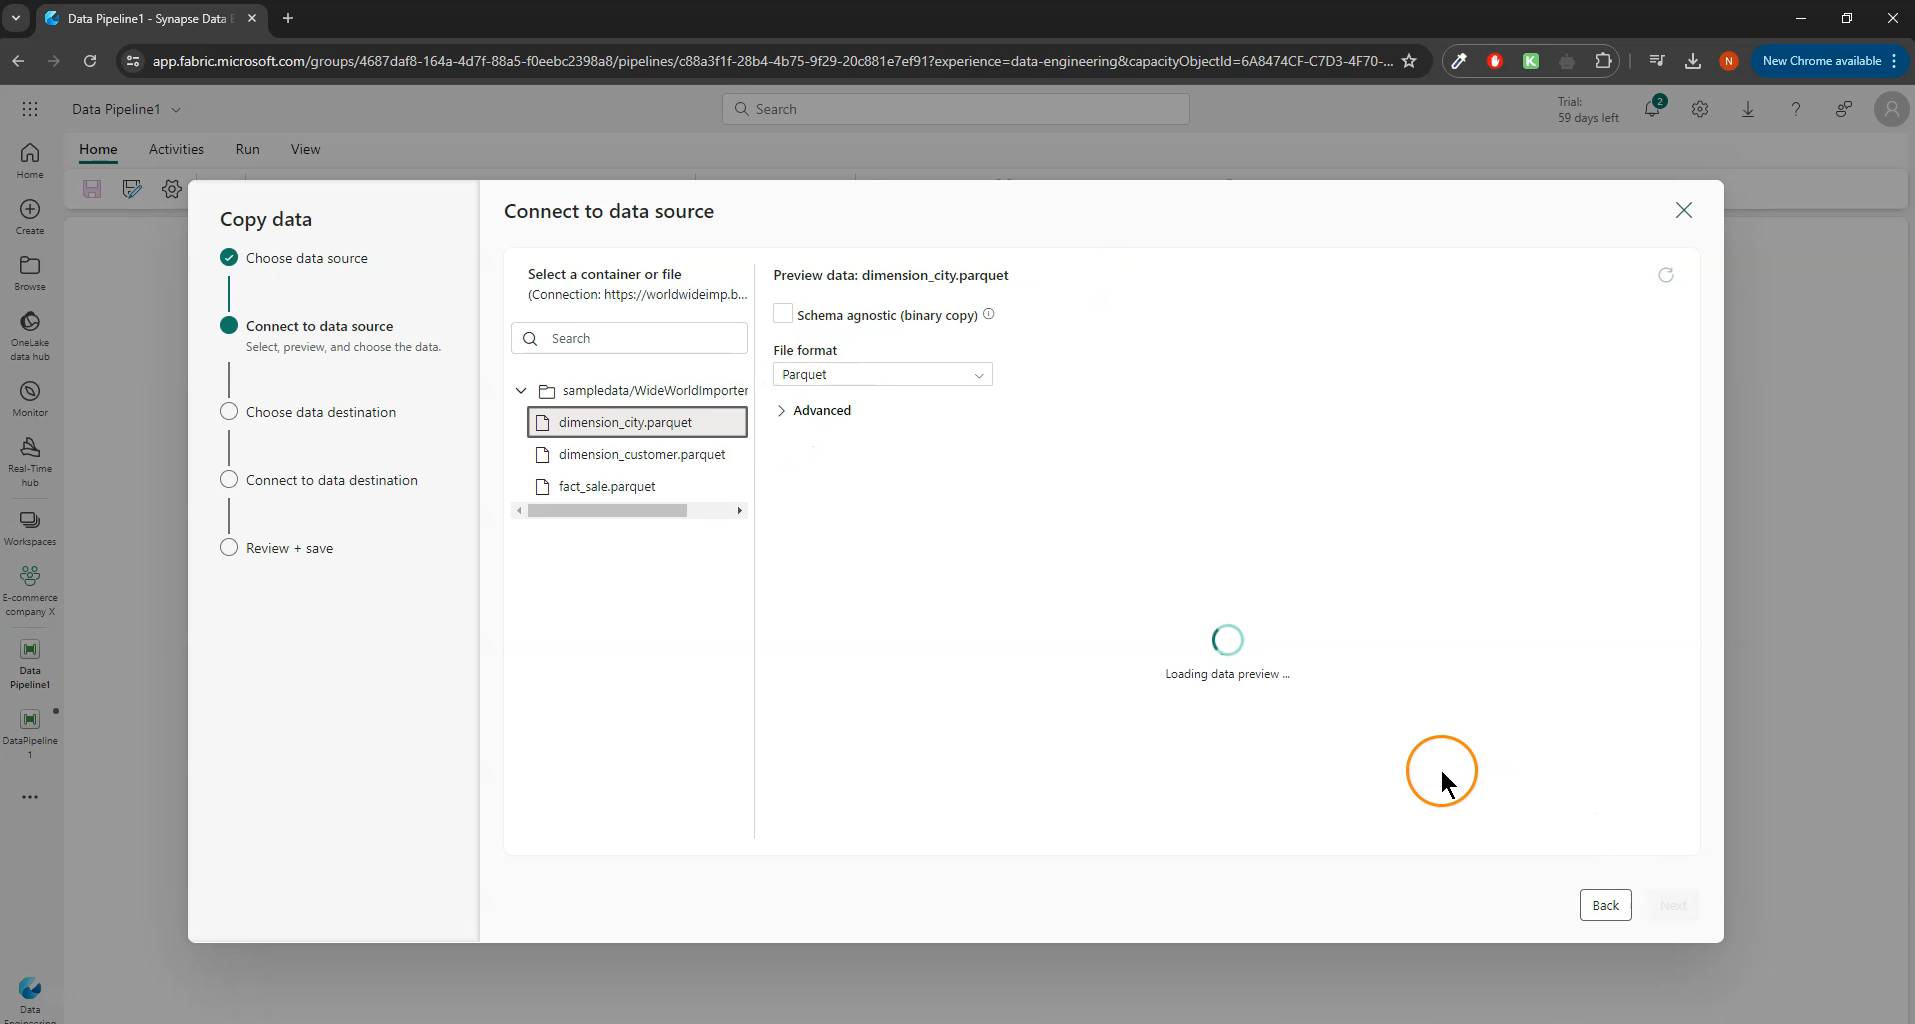 Data Pipeline1 - Synapse Data
app.fabric.microsoft.com/groups/4687daf8-164a-4d7f-88a5-f0eebc2398a8/pipelines/c88a3f1f-28b4-4b75-9f29-20c881e7ef91?experience=data-engineering&capacityObjectId=6A8474CF-C7D3-4F70-...
N
New Chrome available
Data Pipeline1
Search
Trial:
59 days left
2
Home
Activities
Run
View
Home
Create
Browse
OneLake
data hub
Monitor
Real-Time
hub
Workspaces
E-commerce
company X
Data
Pipeline1
DataPipeline
1
Data
Engineering
Copy data
Choose data source
Connect to data source
Select, preview, and choose the data.
Choose data destination
Connect to data destination
Review + save
Connect to data source
Select a container or file
(Connection: https://worldwideimp.b...
Search
sampledata/WideWorldImporter
dimension_city.parquet
dimension_customer.parquet
fact_sale.parquet
Preview data: dimension_city.parquet
Schema agnostic (binary copy)
File format
Parquet
Advanced
Loading data preview ...
Back
Next